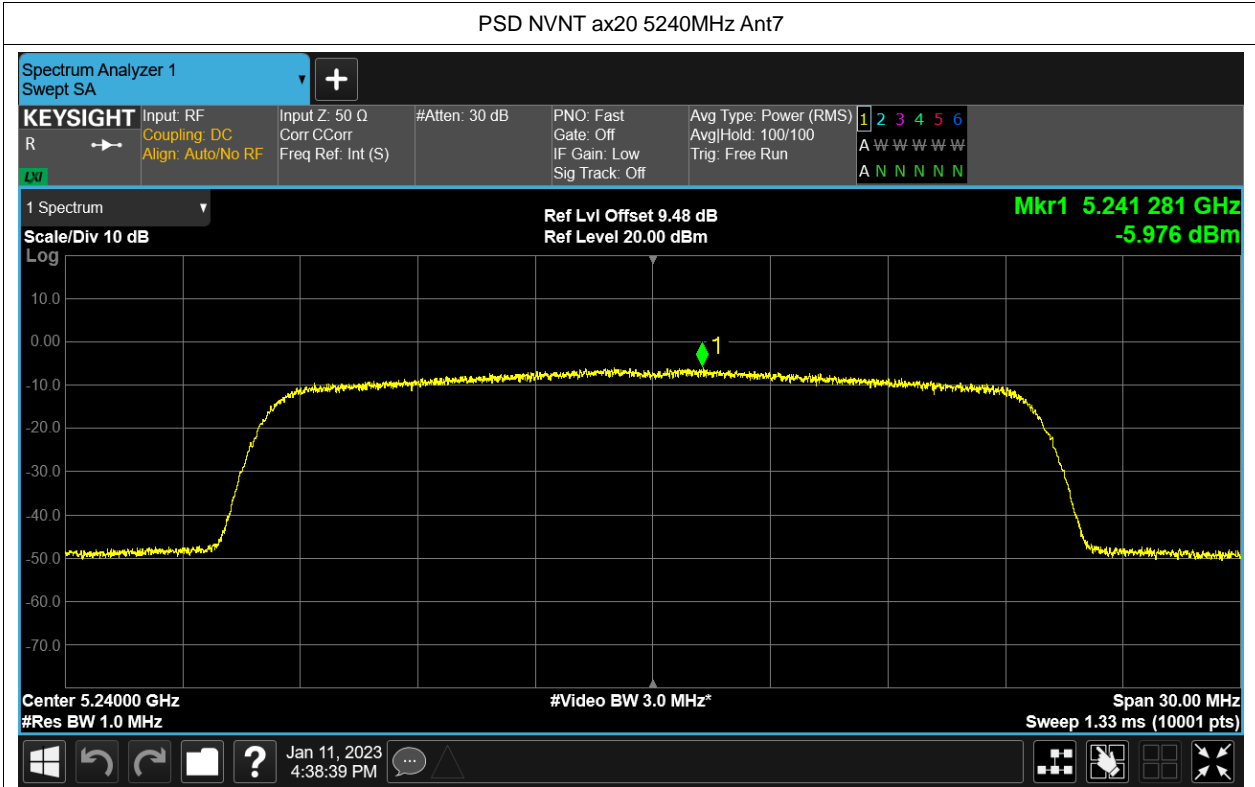 PSD NVNT ax20 5240MHz Ant7
Spectrum Analyzer 1
Swept SA
KEYSIGHT
R
LXI
Input: RF
Coupling: DC
Align: Auto/No RF
Input Z: 50 Ω
Corr CCorr
Freq Ref: Int (S)
#Atten: 30 dB
PNO: Fast
Gate: Off
IF Gain: Low
Sig Track: Off
Avg Type: Power (RMS)
Avg|Hold: 100/100
Trig: Free Run
1 2 3 4 5 6
A W W W W W
A N N N N N
1 Spectrum
Scale/Div 10 dB
Ref Lvl Offset 9.48 dB
Ref Level 20.00 dBm
Mkr1 5.241 281 GHz
-5.976 dBm
Log
10.0
0.00
-10.0
-20.0
-30.0
-40.0
-50.0
-60.0
-70.0
1
Center 5.24000 GHz
#Res BW 1.0 MHz
#Video BW 3.0 MHz*
Span 30.00 MHz
Sweep 1.33 ms (10001 pts)
?
Jan 11, 2023
4:38:39 PM